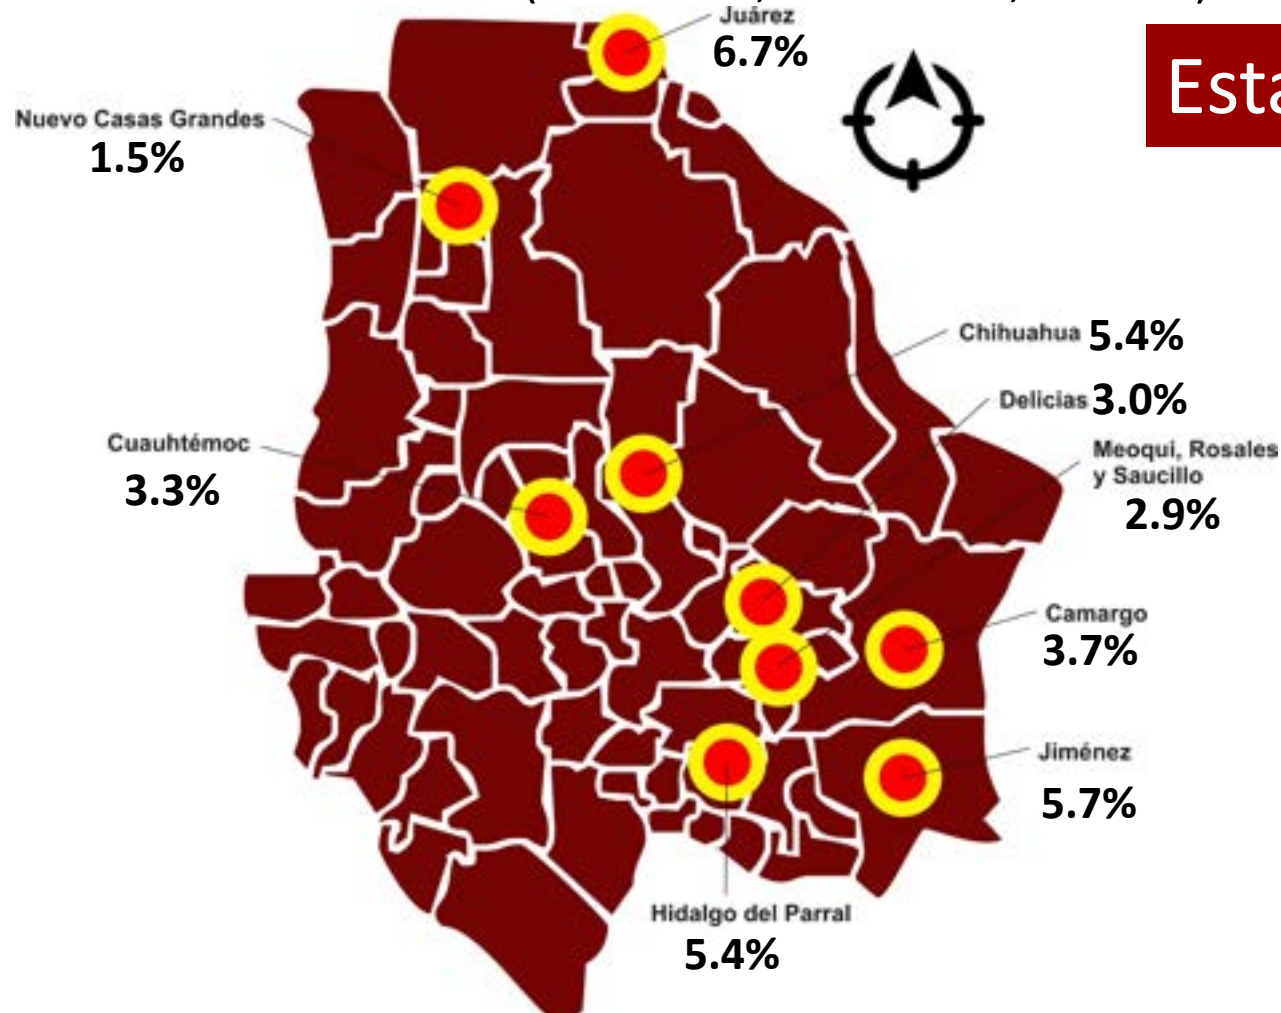 Juárez
6.7%
Esta
Nuevo Casas Grandes
1.5%
Chihuahua 5.4%
Delicias 3.0%
Cuauhtémoc
3.3%
Meoqui, Rosales
y Saucillo
2.9%
Camargo
3.7%
Jiménez
5.7%
Hidalgo del Parral
5.4%